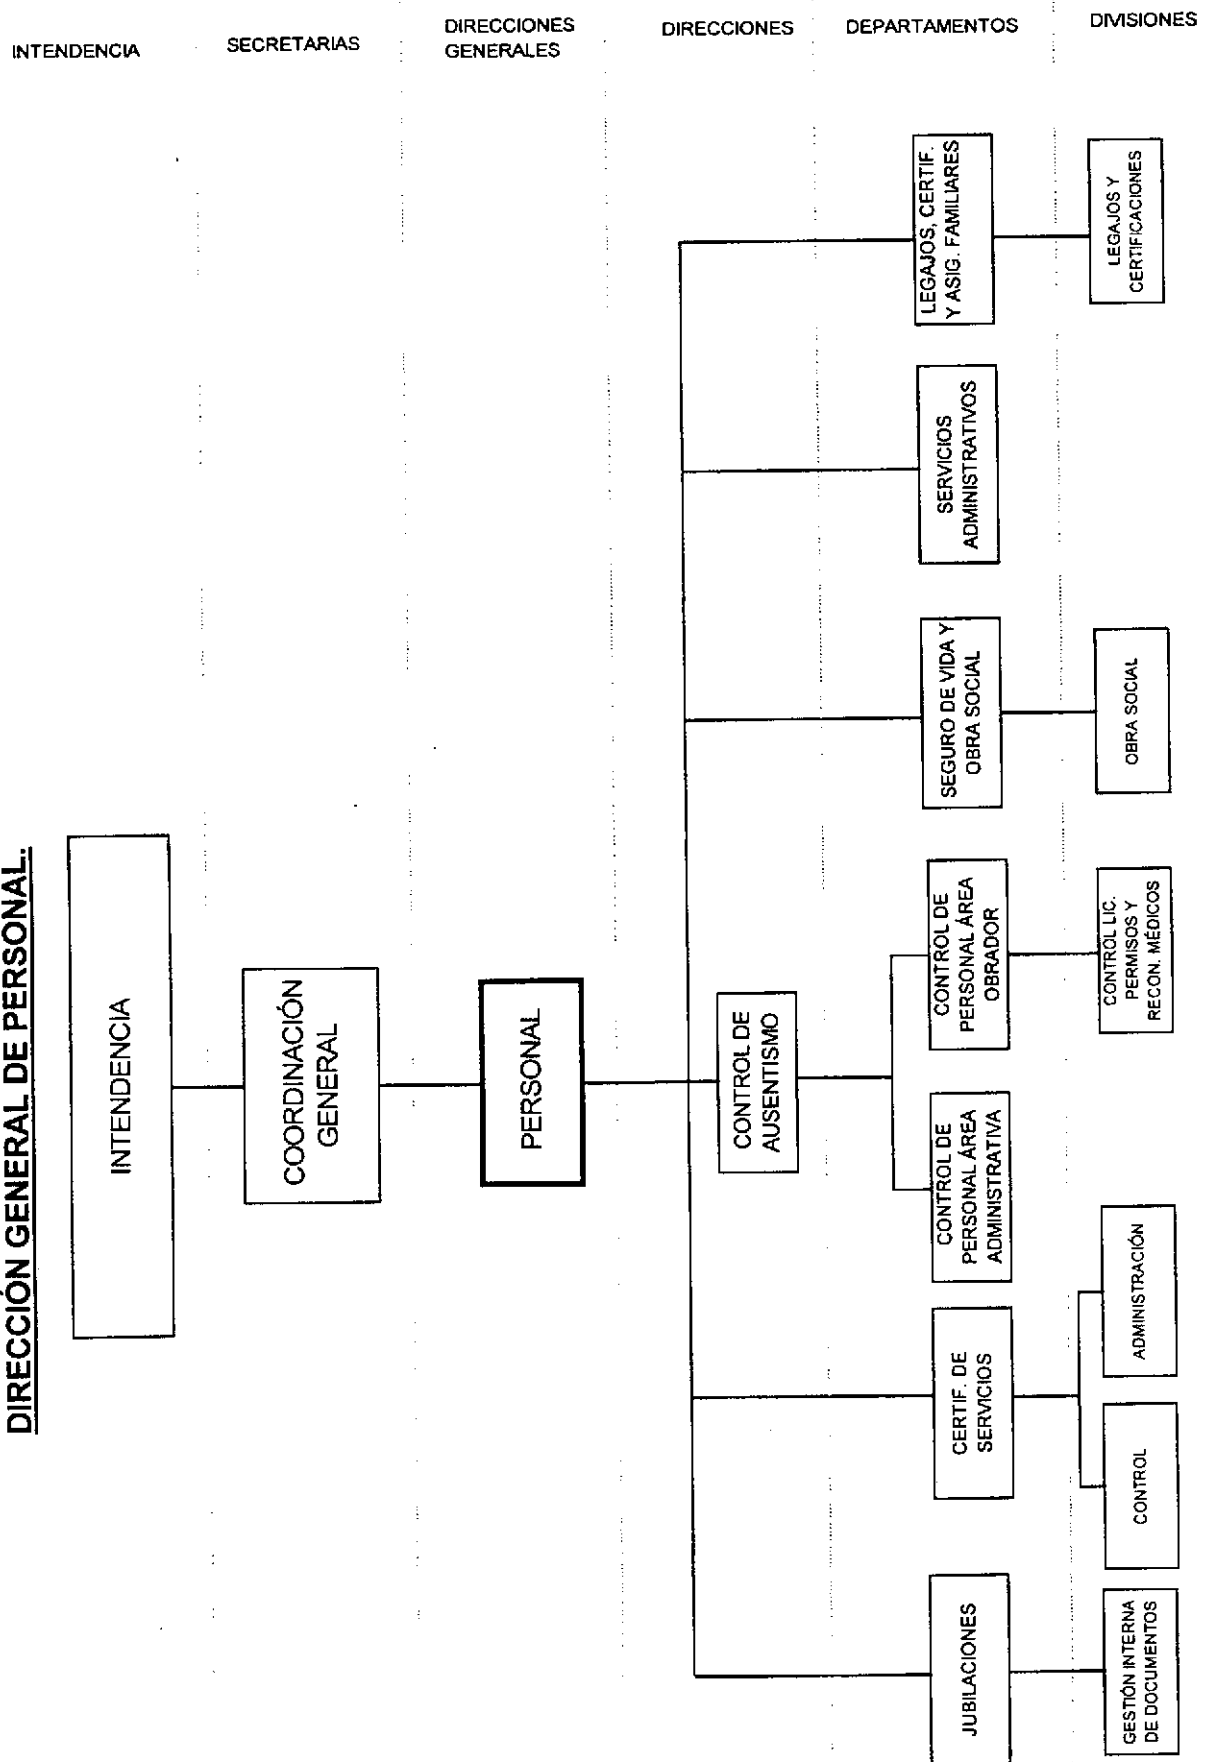 DIRECCIÓN GENERAL DE PERSONAL.
INTENDENCIA
SECRETARIAS
DIRECCIONES
GENERALES
DIRECCIONES
DEPARTAMENTOS
DIVISIONES
INTENDENCIA
COORDINACIÓN
GENERAL
PERSONAL
CONTROL DE
AUSENTISMO
JUBILACIONES
CERTIF. DE
SERVICIOS
CONTROL DE
PERSONAL ÁREA
ADMINISTRATIVA
CONTROL DE
PERSONAL ÁREA
OBRADOR
SEGURO DE VIDA Y
OBRA SOCIAL
SERVICIOS
ADMINISTRATIVOS
LEGAJOS, CERTIF.
Y ASIG. FAMILIARES
GESTIÓN INTERNA
DE DOCUMENTOS
CONTROL
ADMINISTRACIÓN
CONTROL LIC.
PERMISOS Y
RECON. MÉDICOS
OBRA SOCIAL
LEGAJOS Y
CERTIFICACIONES